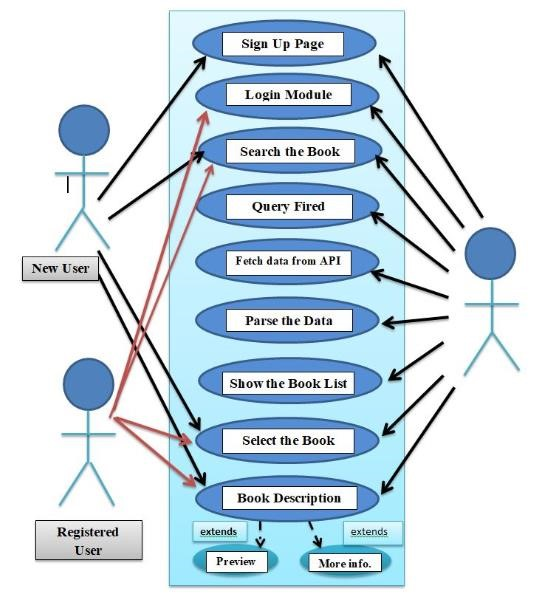 Sign Up Page
Login Module
Search the Book
Query Fired
New User
Fetch data from API
Parse the Data
Show the Book List
Select the Book
Book Description
Registered
User
extends
extends
Preview
More info.